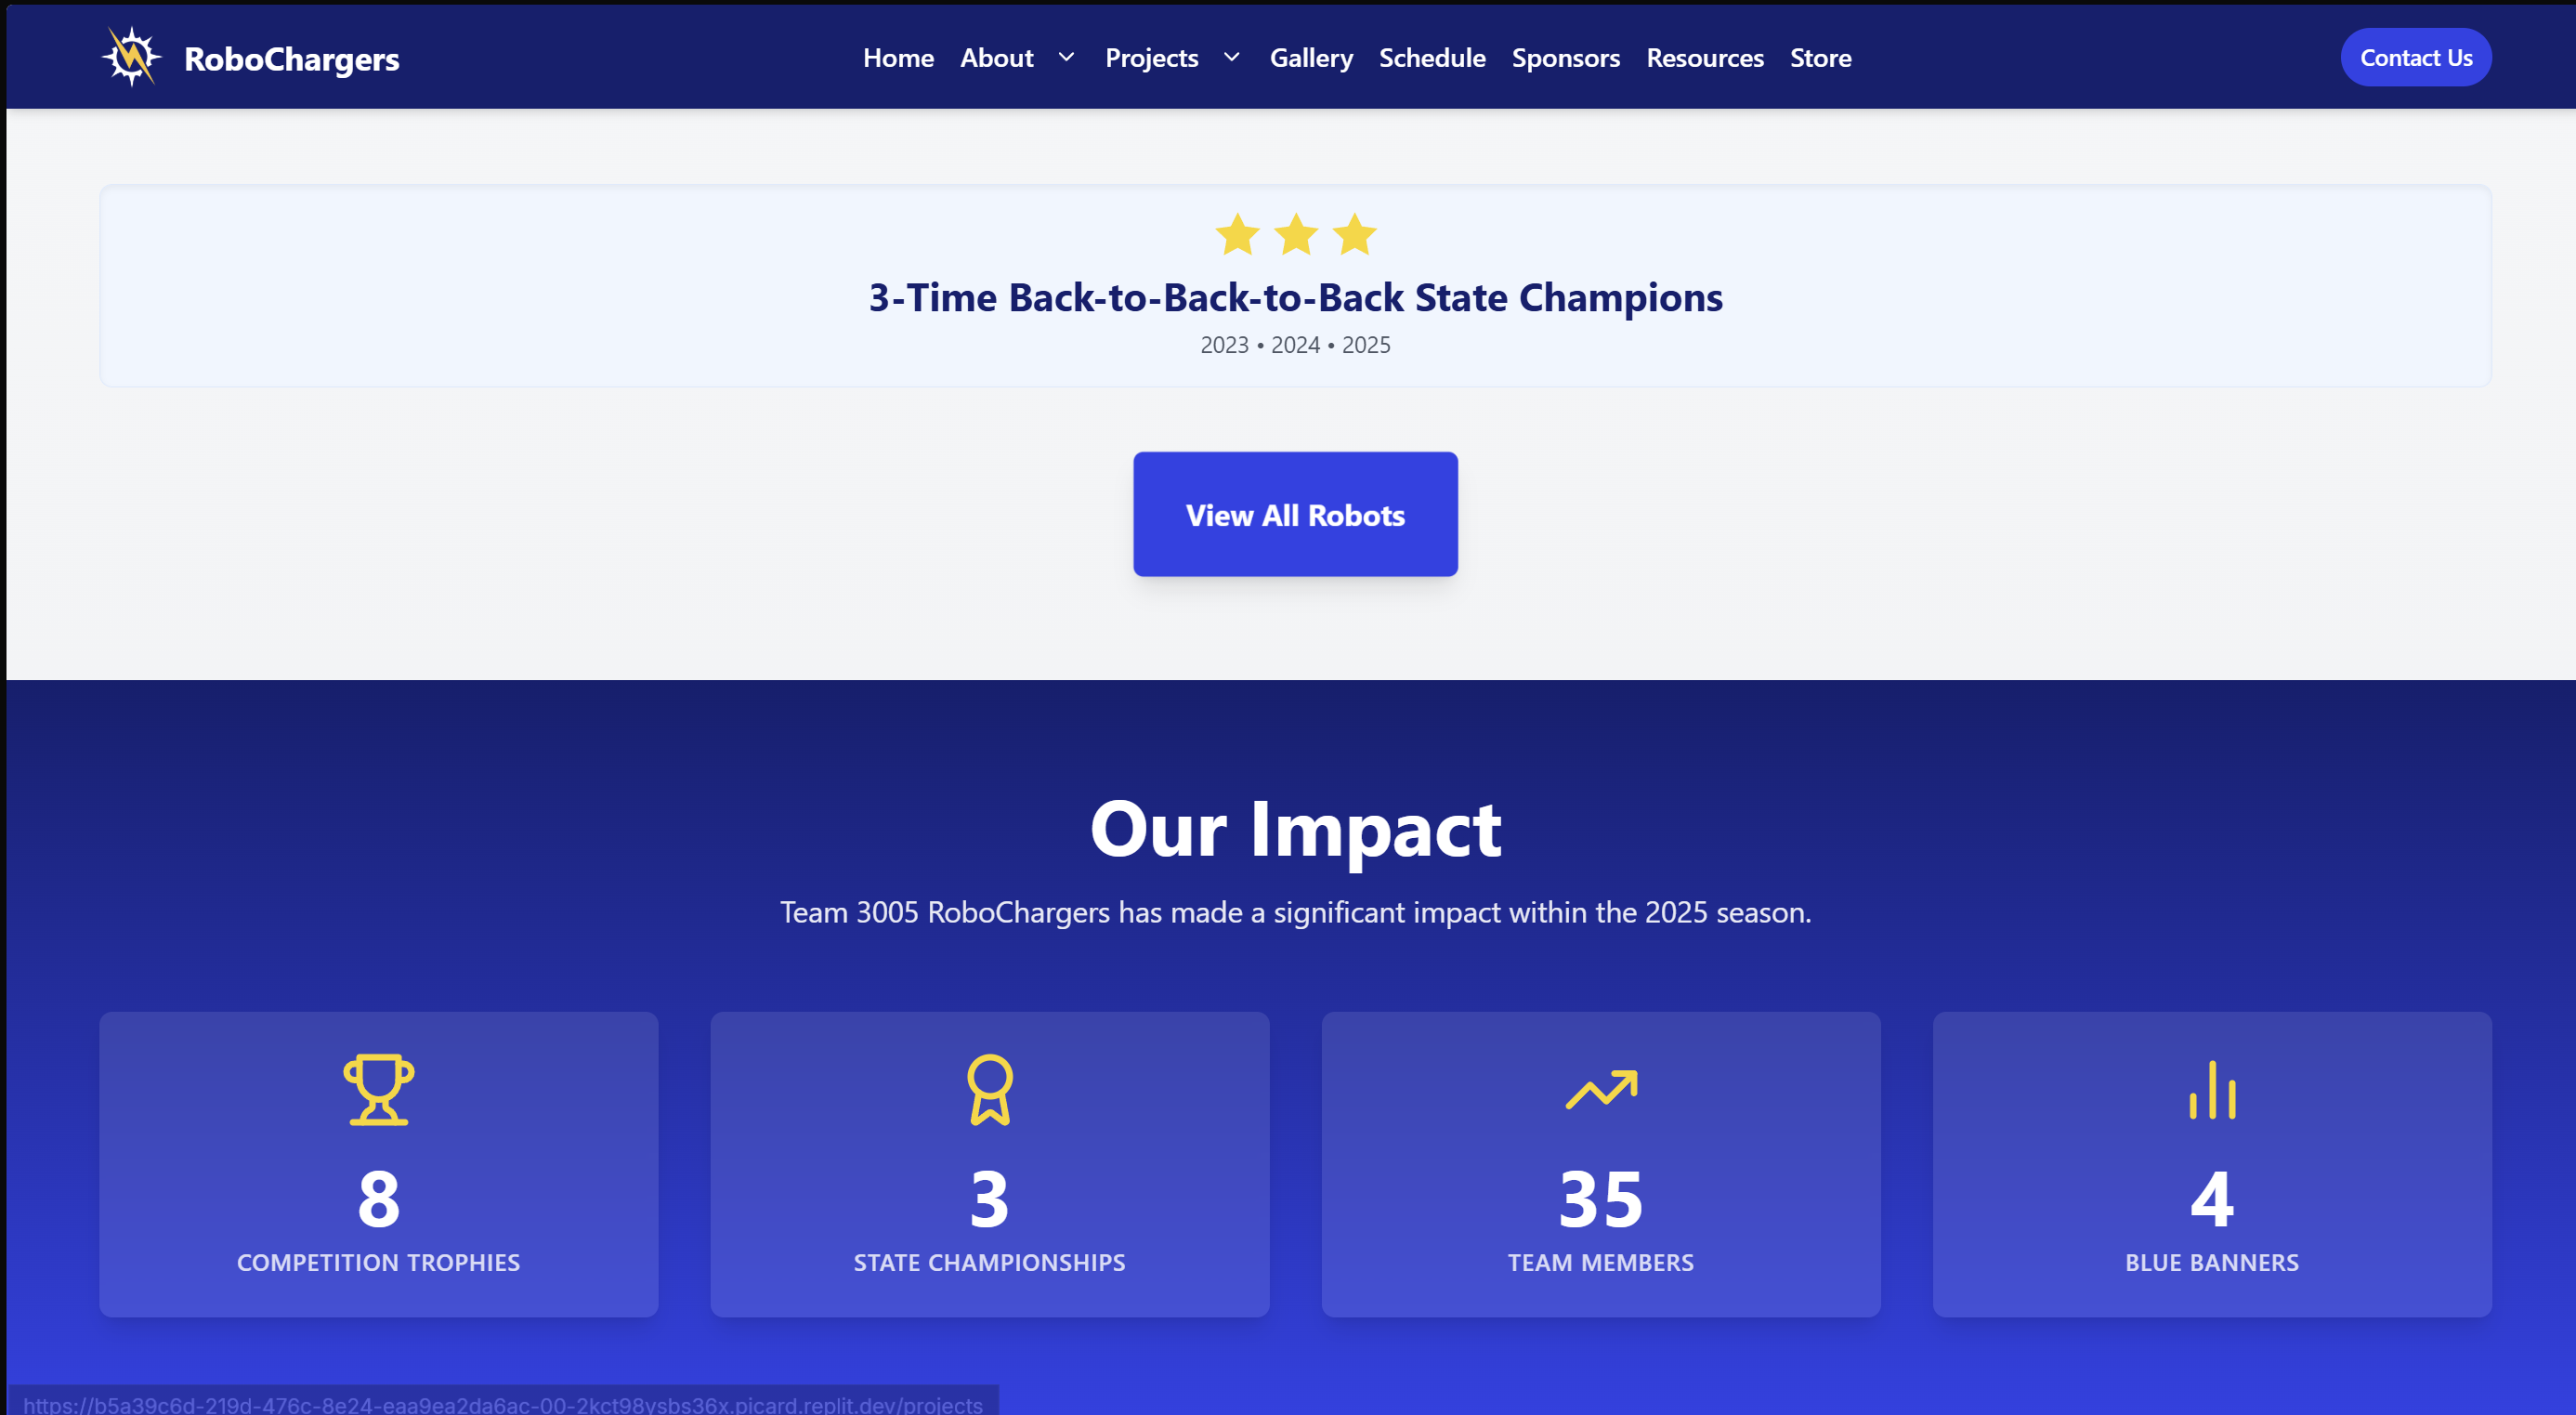 RoboChargers
Home About Projects Gallery Schedule Sponsors Resources Store
Contact Us
3-Time Back-to-Back-to-Back State Champions
2023 • 2024 • 2025
View All Robots
Our Impact
Team 3005 RoboChargers has made a significant impact within the 2025 season.
8
COMPETITION TROPHIES
3
STATE CHAMPIONSHIPS
35
TEAM MEMBERS
4
BLUE BANNERS
https://b5a39c6d-219d-476c-8e24-eaa9ea2da6ac-00-2kct98ysbs36x.picard.replit.dev/projects